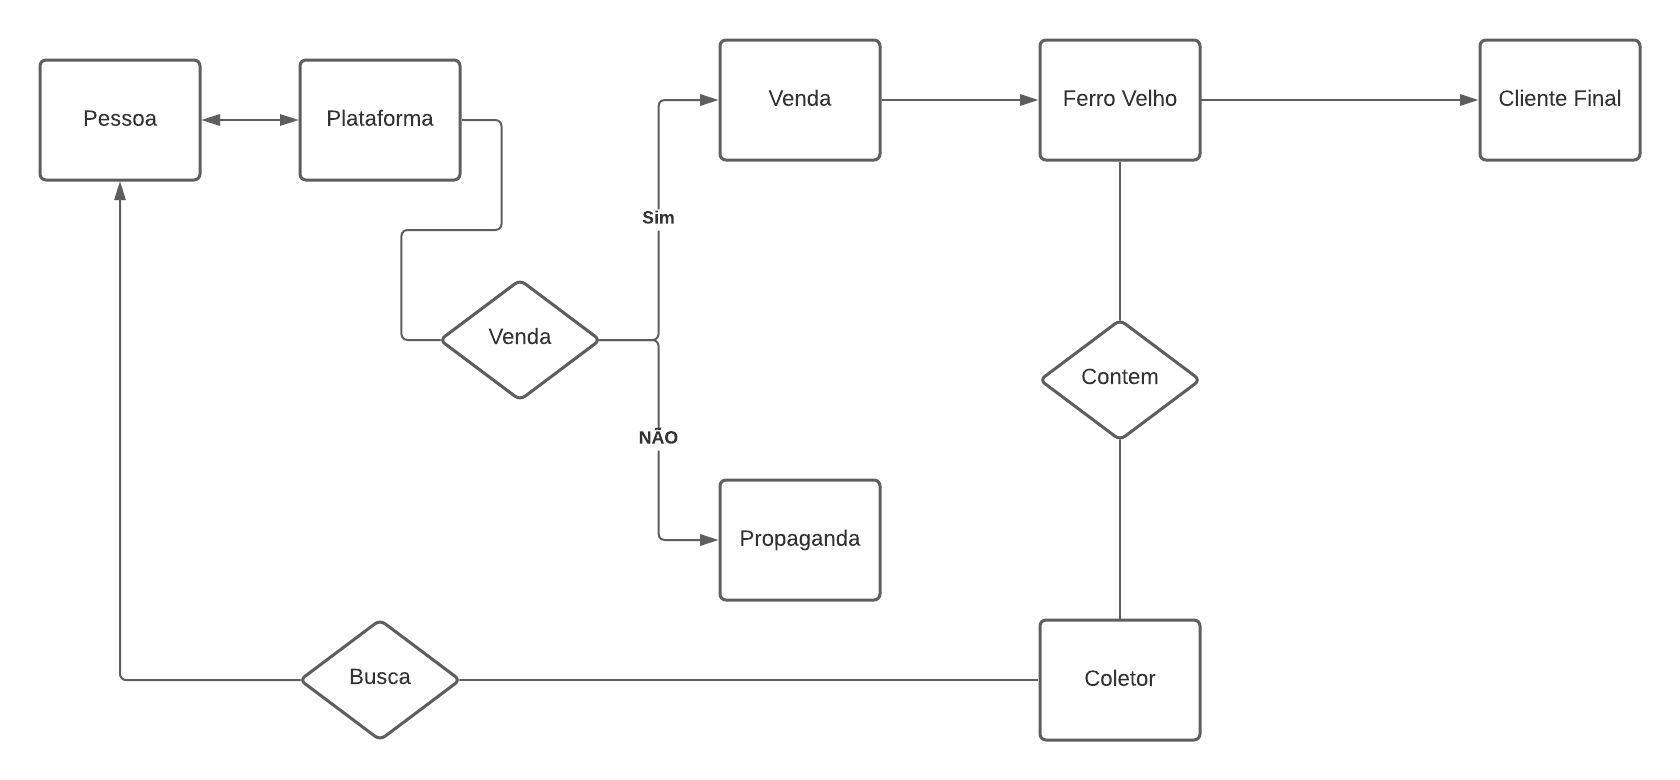 Pessoa
Plataforma
Venda
Ferro Velho
Cliente Final
Sim
Venda
Contem
NÃO
Propaganda
Busca
Coletor